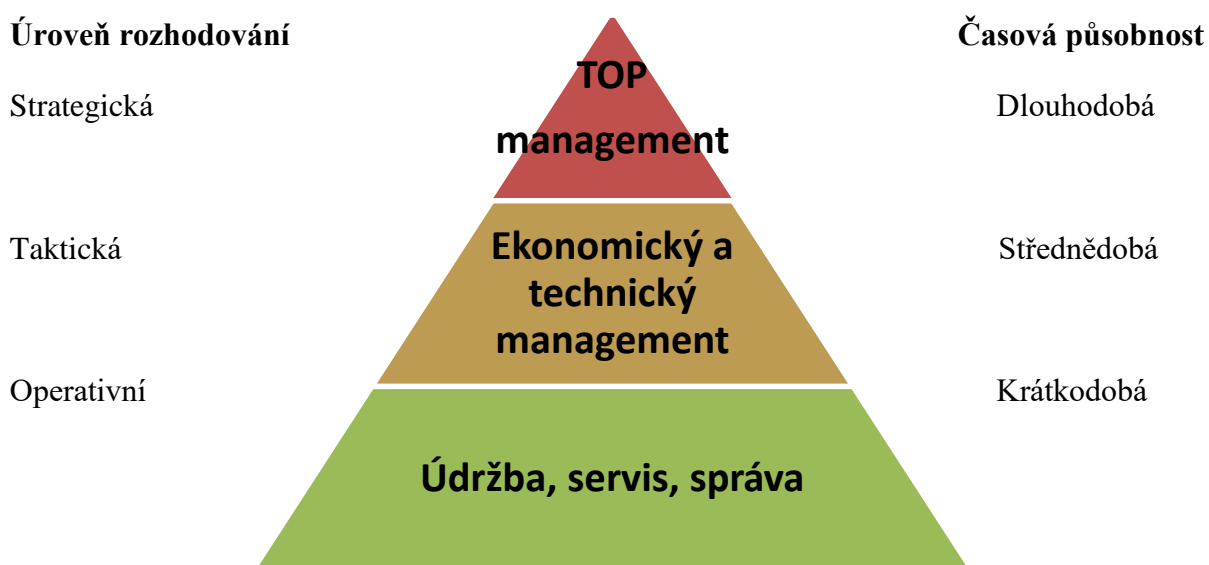 Úroveň rozhodování
Časová působnost
TOP
management
Strategická
Dlouhodobá
Taktická
Ekonomický a
technický
management
Střednědobá
Operativní
Krátkodobá
Údržba, servis, správa